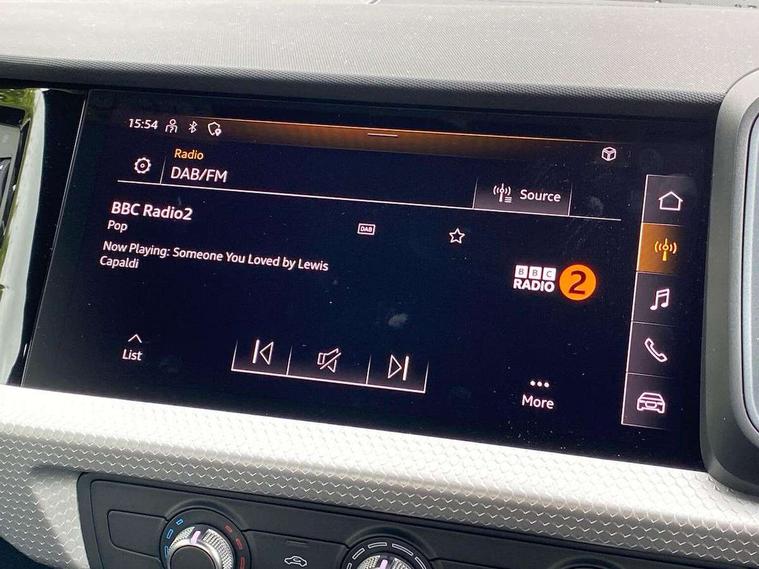 15:54
Radio
DAB/FM
Source
BBC Radio2
Pop
DAB
Now Playing: Someone You Loved by Lewis
Capaldi
BBC
RADIO 2
List
More